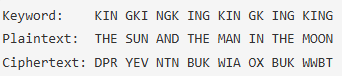 Keyword: KIN GKI NGK ING KIN GK ING KING
Plaintext: THE SUN AND THE MAN IN THE MOON
Ciphertext: DPR YEV NTN BUK WIA OX BUK WWBT